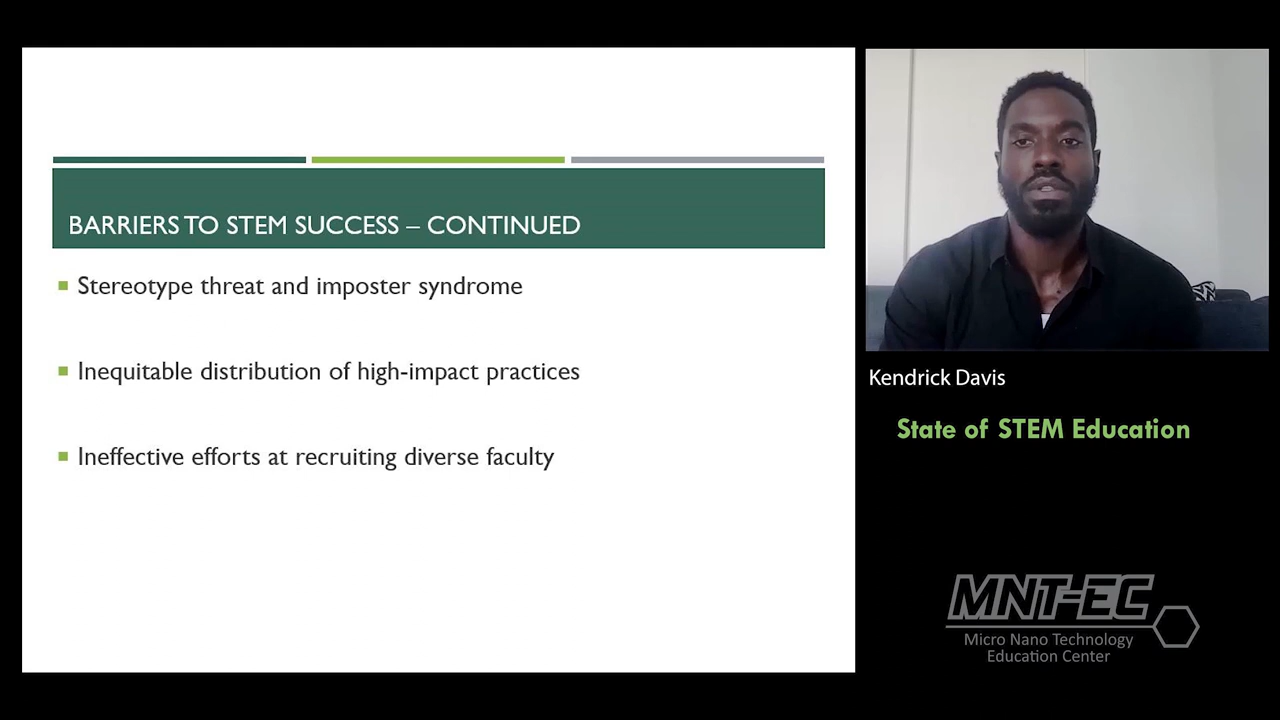 BARRIERS TO STEM SUCCESS – CONTINUED
Stereotype threat and imposter syndrome
Inequitable distribution of high-impact practices
Ineffective efforts at recruiting diverse faculty
Kendrick Davis
State of STEM Education
MNT-EC
Micro Nano Technology
Education Center